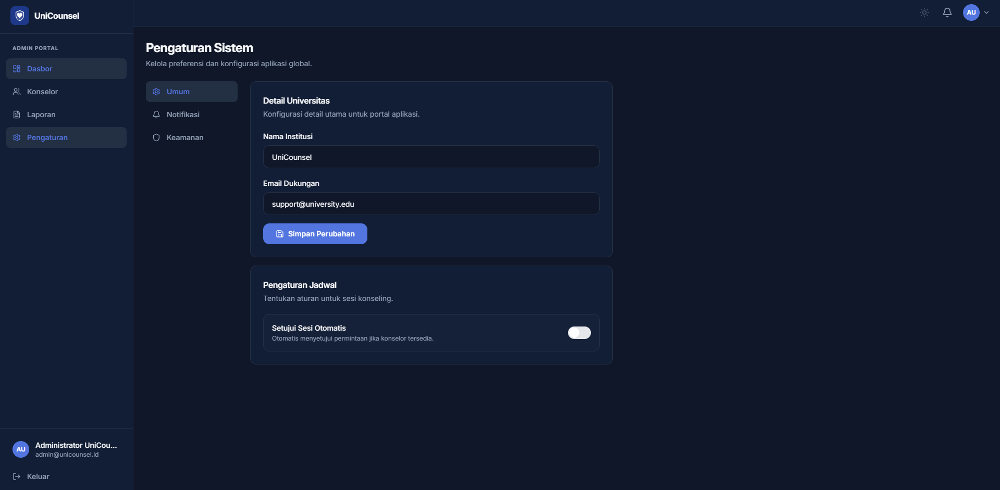 UniCounsel
AU
ADMIN PORTAL
Dasbor
Konselor
Laporan
Pengaturan
Pengaturan Sistem
Kelola preferensi dan konfigurasi aplikasi global.
Umum
Notifikasi
Keamanan
Detail Universitas
Konfigurasi detail utama untuk portal aplikasi.
Nama Institusi
UniCounsel
Email Dukungan
support@university.edu
Simpan Perubahan
Pengaturan Jadwal
Tentukan aturan untuk sesi konseling.
Setujui Sesi Otomatis
Otomatis menyetujui permintaan jika konselor tersedia.
AU
Administrator UniCou...
admin@unicounsel.id
Keluar